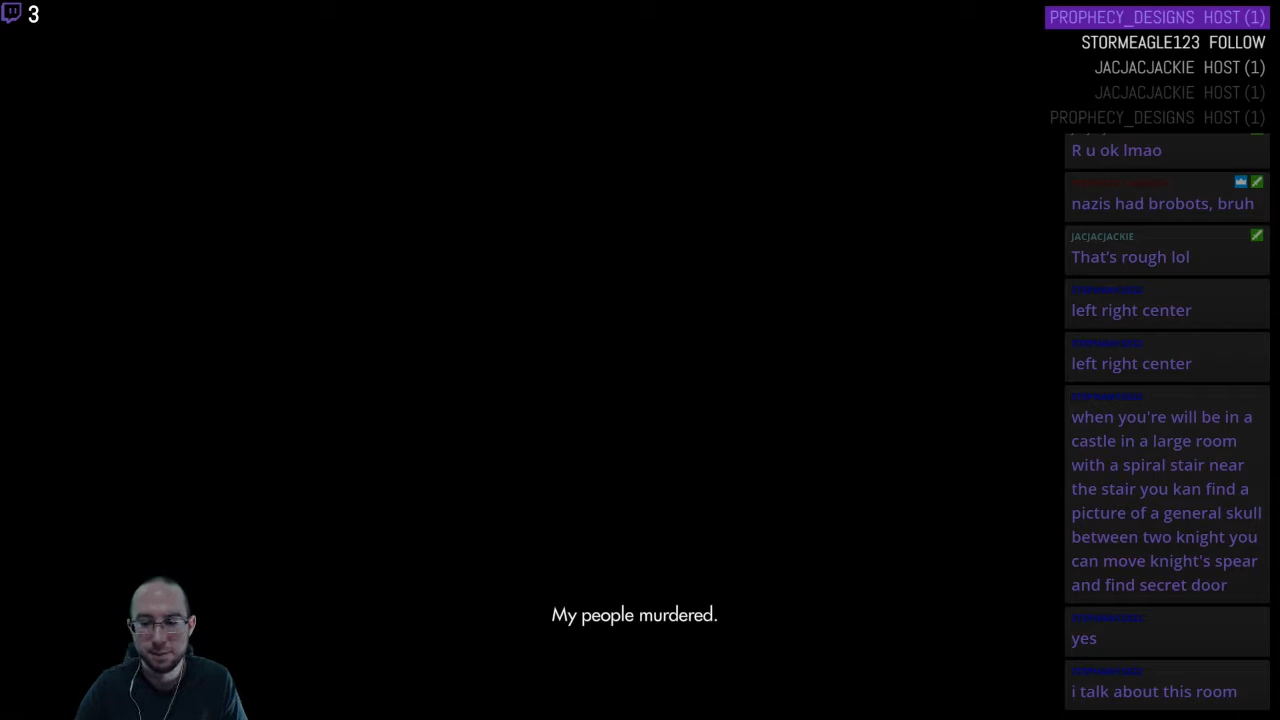 3
PROPHECY_DESIGNS HOST (1)
STORMEAGLE123 FOLLOW
JACJACJACKIE HOST (1)
JACJACJACKIE HOST (1)
PROPHECY_DESIGNS HOST (1)
R u ok lmao
nazis had brobots, bruh
JACJACJACKIE
That's rough lol
left right center
left right center
when you're will be in a
castle in a large room
with a spiral stair near
the stair you kan find a
picture of a general skull
between two knight you
can move knight's spear
and find secret door
My people murdered.
yes
i talk about this room